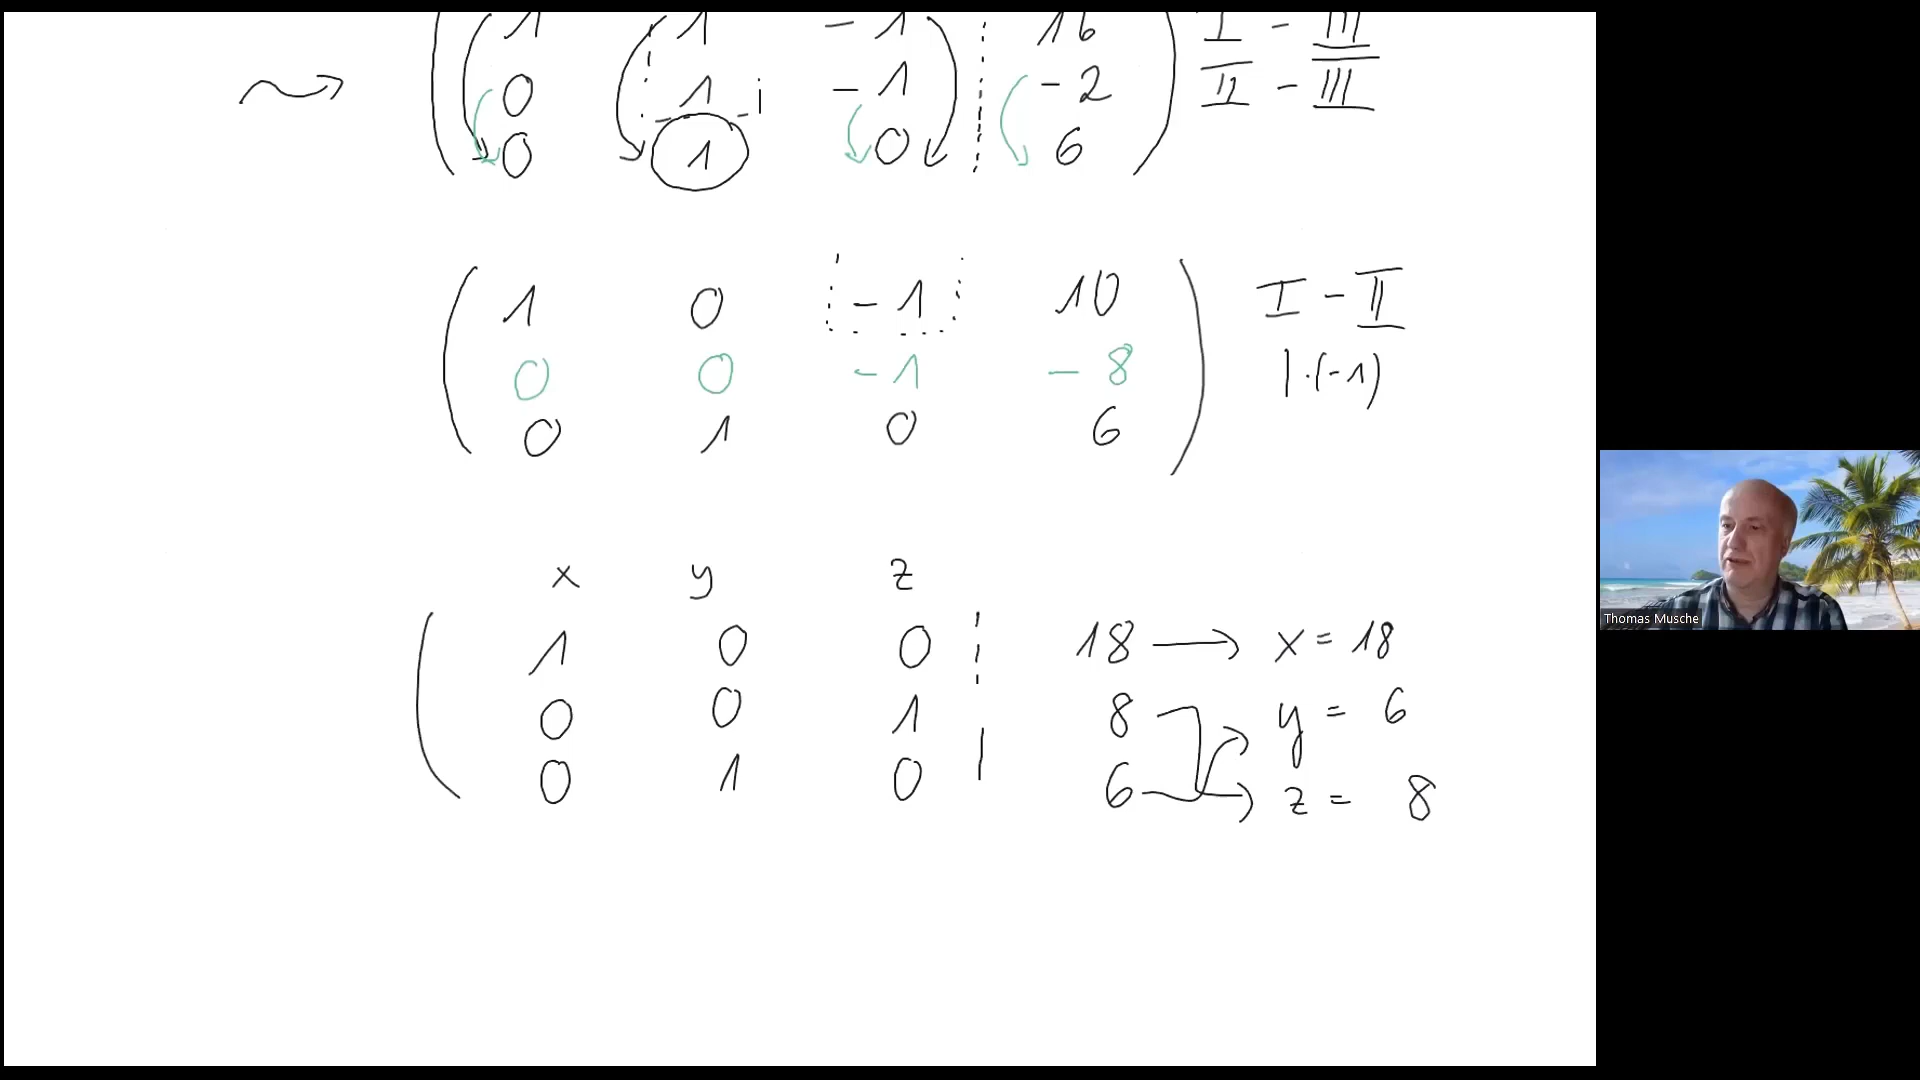 1 1 -1 16 I - III
0 1 -1 -2 II - III
0 1 0 6
1 0 -1 10 I - II
0 0 -1 -8 | · (-1)
0 1 0 6
x y z
1 0 0 18 → x = 18
0 0 1 8 y = 6
0 1 0 6 z = 8
Thomas Musche